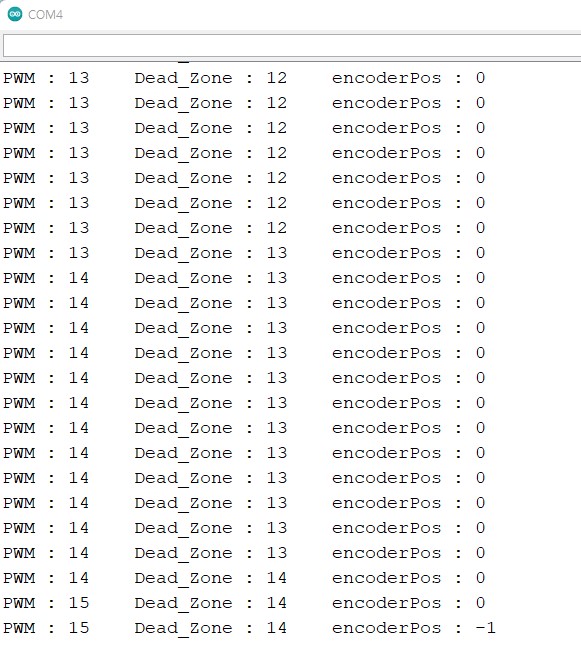 COM4
PWM : 13 Dead_Zone : 12 encoderPos : 0
PWM : 13 Dead_Zone : 12 encoderPos : 0
PWM : 13 Dead_Zone : 12 encoderPos : 0
PWM : 13 Dead_Zone : 12 encoderPos : 0
PWM : 13 Dead_Zone : 12 encoderPos : 0
PWM : 13 Dead_Zone : 12 encoderPos : 0
PWM : 13 Dead_Zone : 12 encoderPos : 0
PWM : 13 Dead_Zone : 13 encoderPos : 0
PWM : 14 Dead_Zone : 13 encoderPos : 0
PWM : 14 Dead_Zone : 13 encoderPos : 0
PWM : 14 Dead_Zone : 13 encoderPos : 0
PWM : 14 Dead_Zone : 13 encoderPos : 0
PWM : 14 Dead_Zone : 13 encoderPos : 0
PWM : 14 Dead_Zone : 13 encoderPos : 0
PWM : 14 Dead_Zone : 13 encoderPos : 0
PWM : 14 Dead_Zone : 13 encoderPos : 0
PWM : 14 Dead_Zone : 13 encoderPos : 0
PWM : 14 Dead_Zone : 13 encoderPos : 0
PWM : 14 Dead_Zone : 13 encoderPos : 0
PWM : 14 Dead_Zone : 13 encoderPos : 0
PWM : 14 Dead_Zone : 14 encoderPos : 0
PWM : 15 Dead_Zone : 14 encoderPos : 0
PWM : 15 Dead_Zone : 14 encoderPos : -1